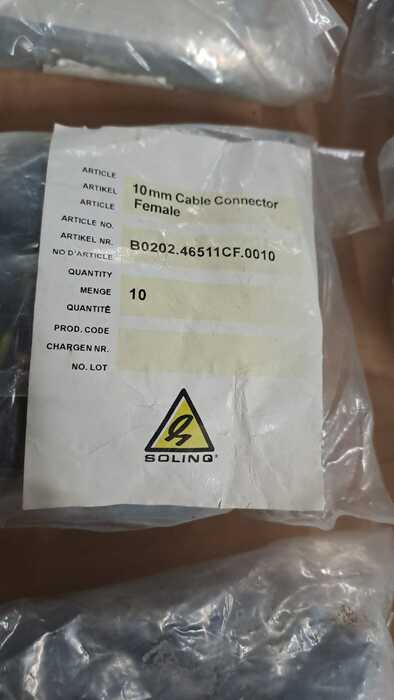 ARTICLE
ARTIKEL
ARTICLE
10mm Cable Connector
Female
ARTICLE NO.
ARTIKEL NR.
NO D'ARTICLE
B0202.46511CF.0010
QUANTITY
MENGE
QUANTITÉ
10
PROD. CODE
CHARGEN NR.
NO. LOT
SOLINQ®